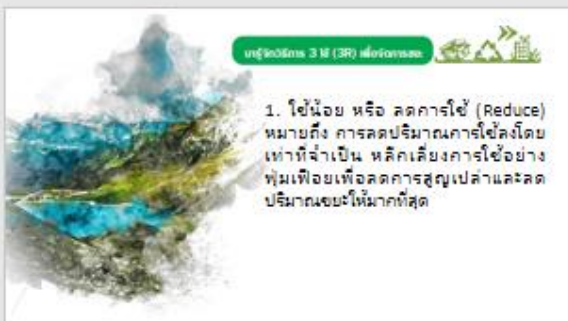 มารู้จักวิธีการ 3 ใช้ (3R) เพื่อจัดการขยะ
1. ใช้น้อย หรือ ลดการใช้ (Reduce)
หมายถึง การลดปริมาณการใช้ลงโดย
เท่าที่จำเป็น หลีกเลี่ยงการใช้อย่าง
ฟุ่มเฟือยเพื่อลดการสูญเปล่าและลด
ปริมาณขยะให้มากที่สุด